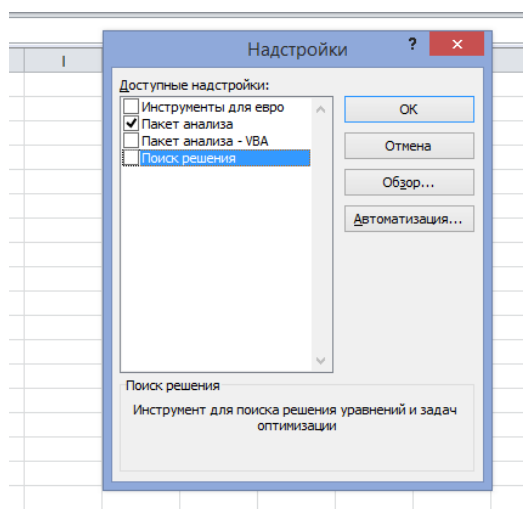 Надстройки
?
×
I
Доступные надстройки:
Инструменты для евро
Пакет анализа
Пакет анализа - VBA
Поиск решения
ОК
Отмена
Обзор...
Автоматизация...
Поиск решения
Инструмент для поиска решения уравнений и задач
оптимизации